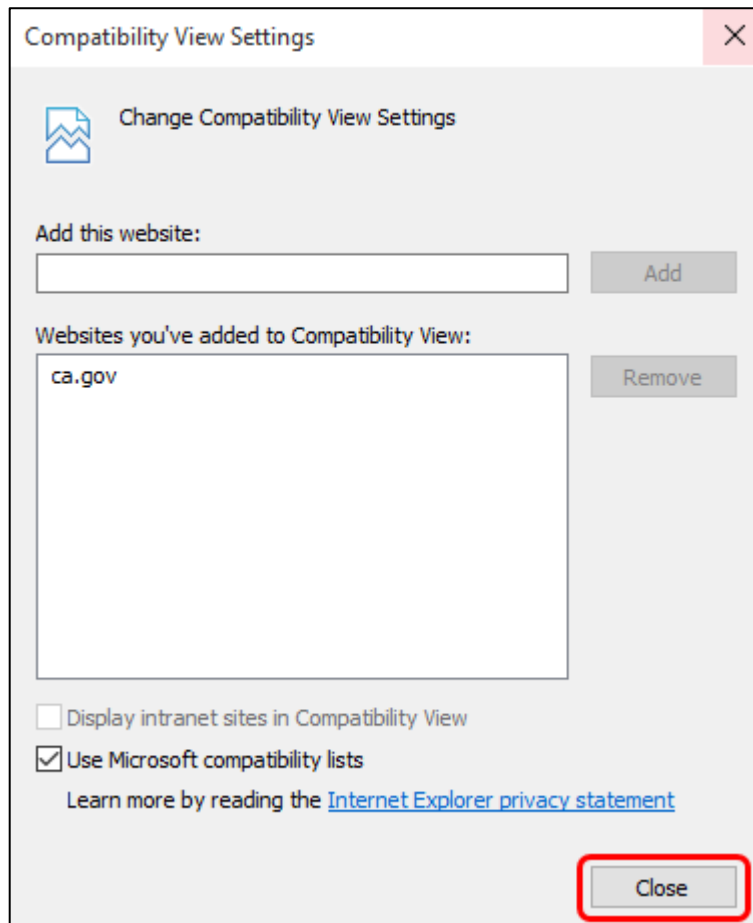 Compatibility View Settings
Change Compatibility View Settings
Add this website:
Add
Websites you've added to Compatibility View:
ca.gov
Remove
Display intranet sites in Compatibility View
Use Microsoft compatibility lists
Learn more by reading the Internet Explorer privacy statement
Close